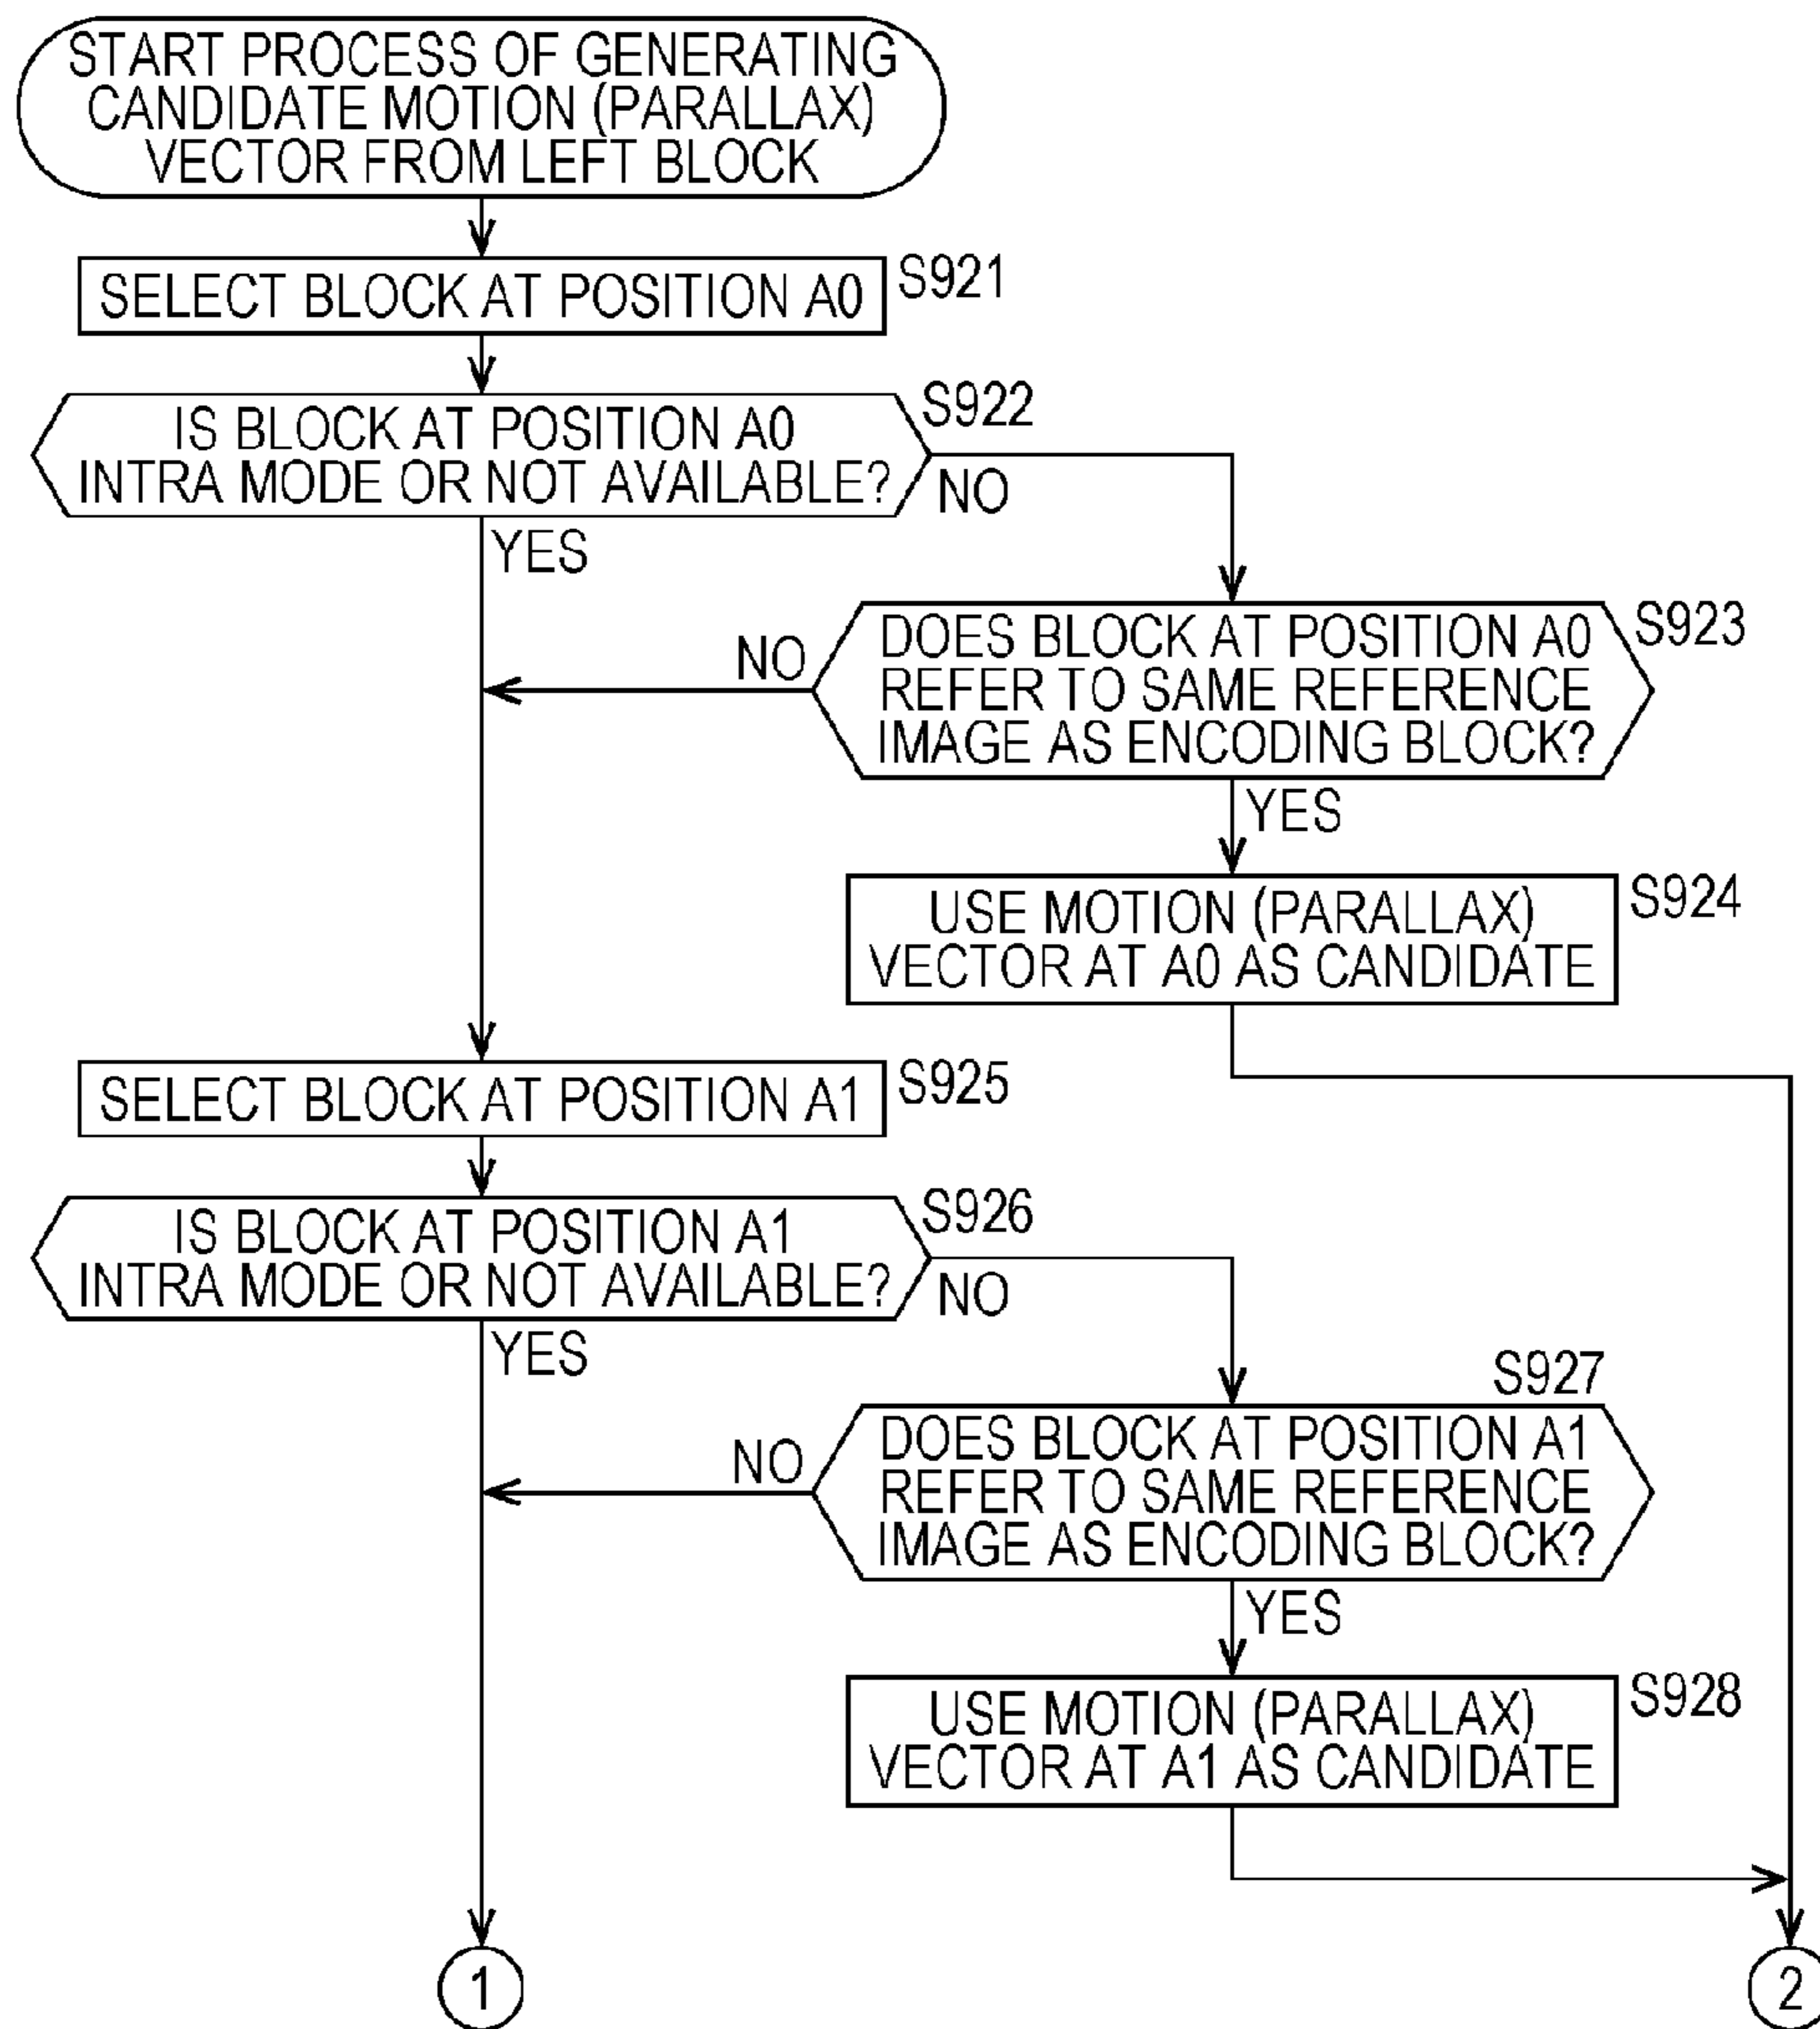 START PROCESS OF GENERATING
CANDIDATE MOTION (PARALLAX)
VECTOR FROM LEFT BLOCK
SELECT BLOCK AT POSITION A0
S921
IS BLOCK AT POSITION A0
INTRA MODE OR NOT AVAILABLE?
S922
NO
YES
DOES BLOCK AT POSITION A0
REFER TO SAME REFERENCE
IMAGE AS ENCODING BLOCK?
S923
NO
YES
USE MOTION (PARALLAX)
VECTOR AT A0 AS CANDIDATE
S924
SELECT BLOCK AT POSITION A1
S925
IS BLOCK AT POSITION A1
INTRA MODE OR NOT AVAILABLE?
S926
NO
YES
S927
DOES BLOCK AT POSITION A1
REFER TO SAME REFERENCE
IMAGE AS ENCODING BLOCK?
NO
YES
USE MOTION (PARALLAX)
VECTOR AT A1 AS CANDIDATE
S928
1
2